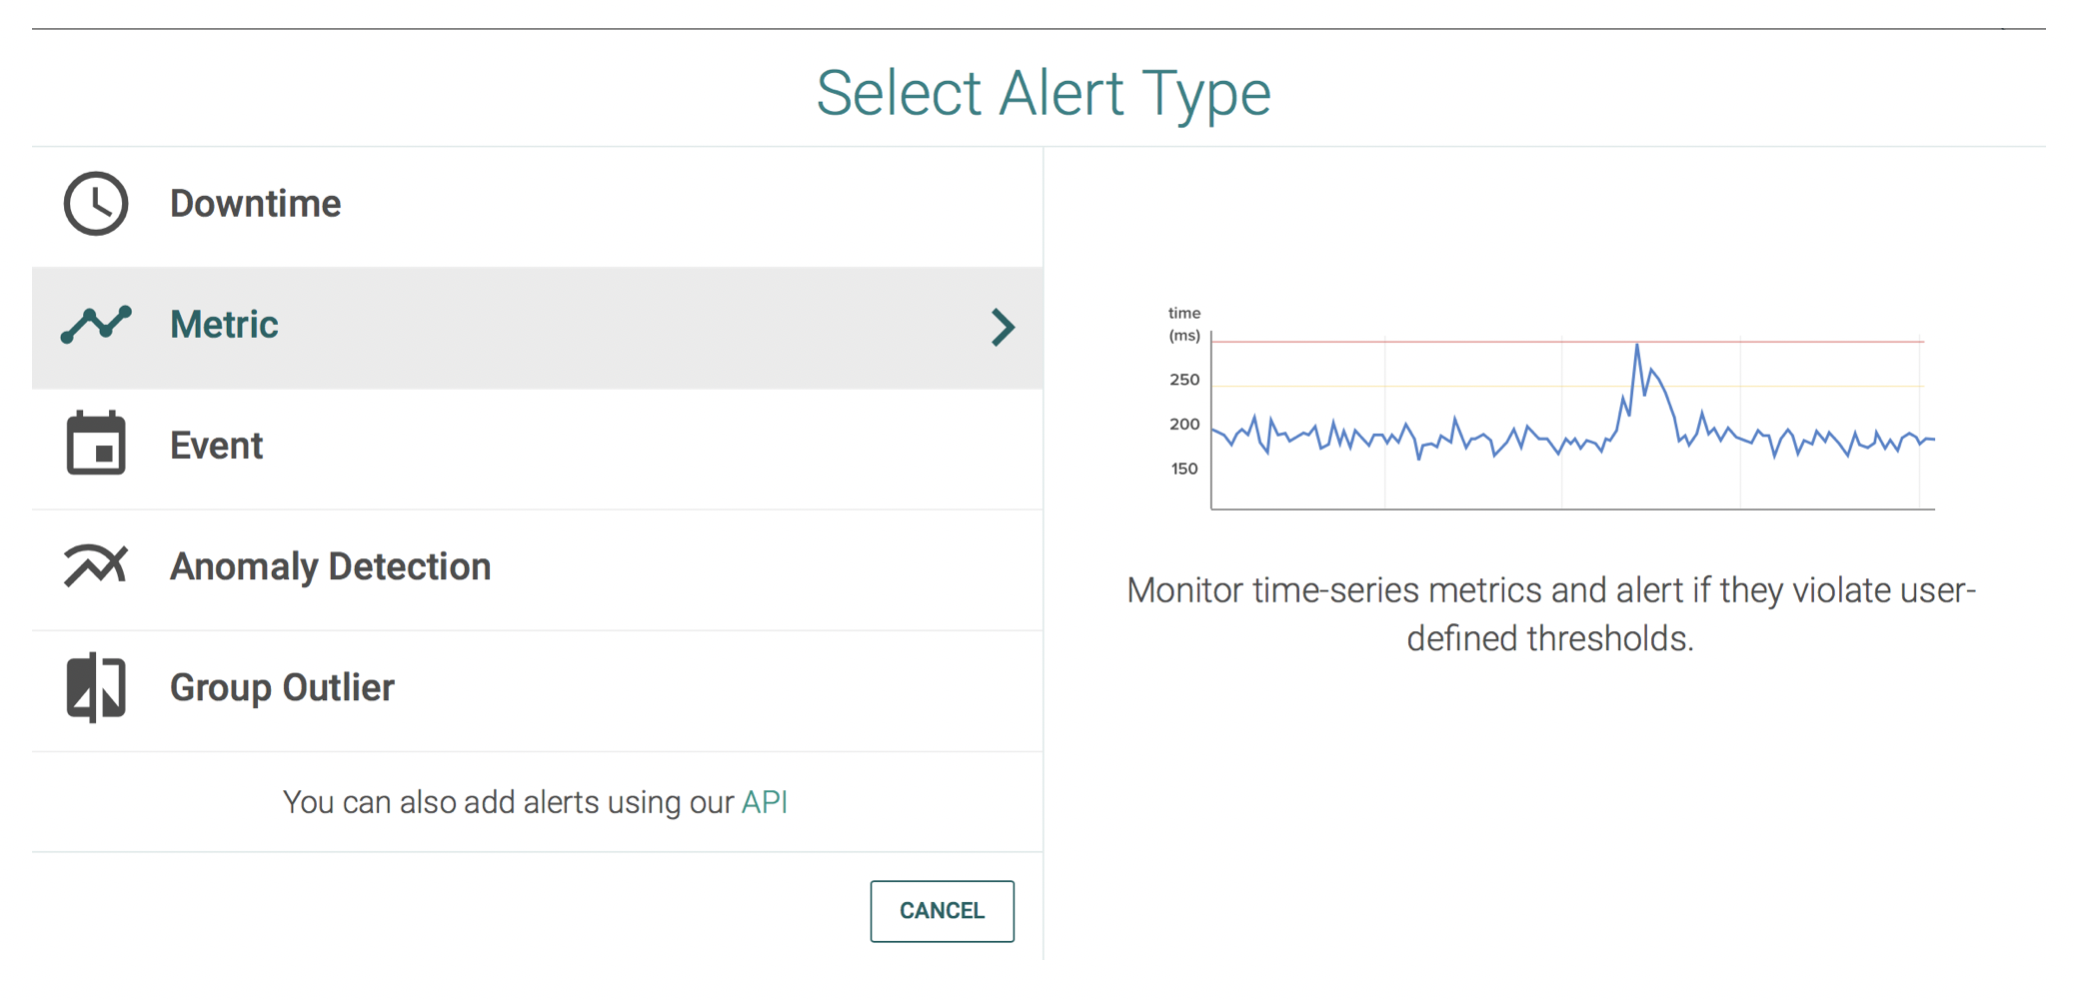 Select Alert Type
Downtime
Metric
Event
Anomaly Detection
Group Outlier
You can also add alerts using our API
CANCEL
time
(ms)
250
200
150
Monitor time-series metrics and alert if they violate user-
defined thresholds.